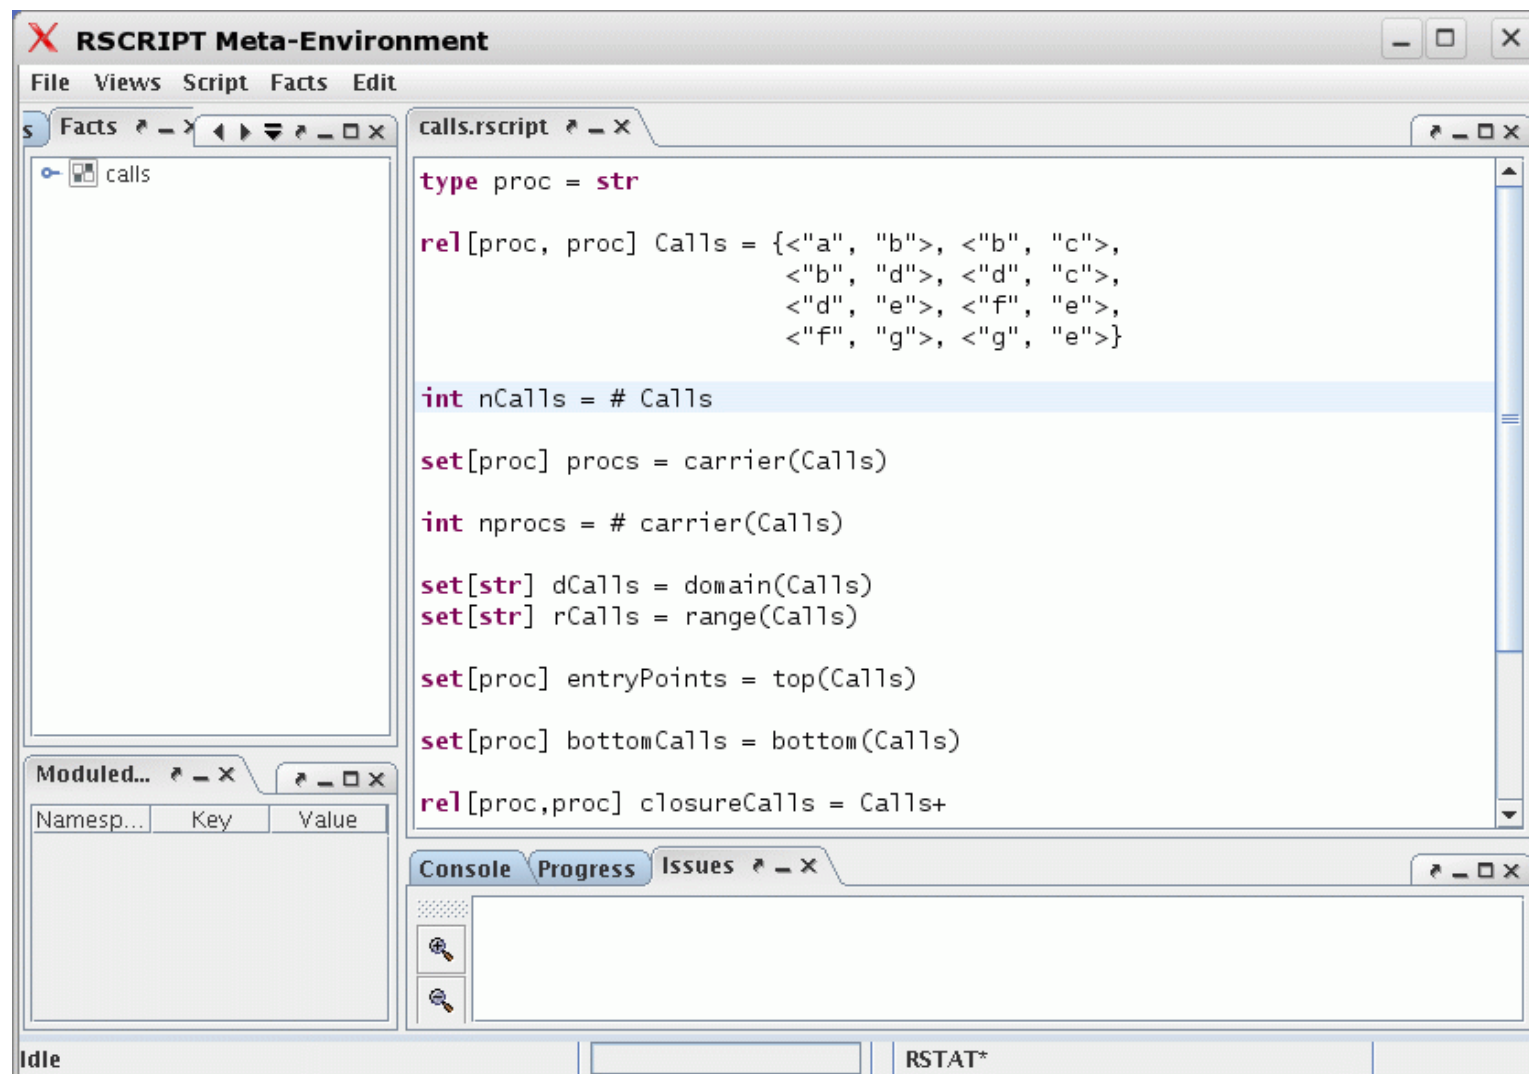 RSCRIPT Meta-Environment
File Views Script Facts Edit
s Facts
calls
calls.rscript
type proc = str
rel[proc, proc] Calls = {<"a", "b">, <"b", "c">,
<"b", "d">, <"d", "c">,
<"d", "e">, <"f", "e">,
<"f", "g">, <"g", "e">}
int nCalls = # Calls
set[proc] procs = carrier(Calls)
int nprocs = # carrier(Calls)
set[str] dCalls = domain(Calls)
set[str] rCalls = range(Calls)
set[proc] entryPoints = top(Calls)
set[proc] bottomCalls = bottom(Calls)
rel[proc,proc] closureCalls = Calls+
Moduled...
Namesp... Key Value
Console Progress Issues
Idle RSTAT*